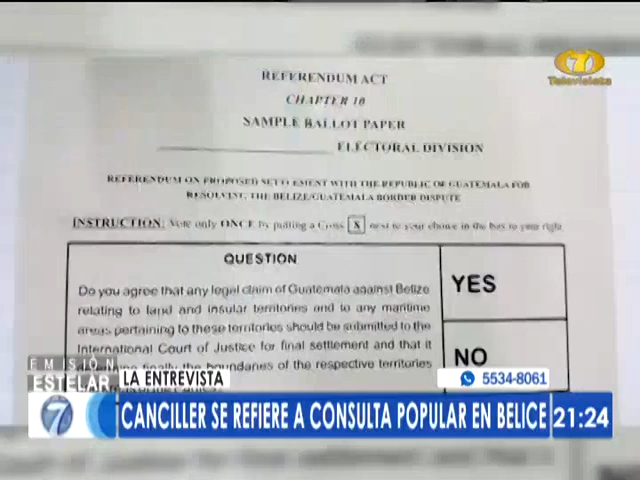 REFERENDUM ACT
CHAPTER 10
SAMPLE BALLOT PAPER
ELECTORAL DIVISION
REFERENDUM ON PROPOSED SETTLEMENT WITH THE REPUBLIC OF GUATEMALA FOR
RESOLVING THE BELIZE/GUATEMALA BORDER DISPUTE
INSTRUCTION: Vote only ONCE by putting a Cross X next to your choice in the box to your right
QUESTION
Do you agree that any legal claim of Guatemala against Belize
relating to land and insular territories and to any maritime
areas pertaining to these territories should be submitted to the
International Court of Justice for final settlement and that it
finally the boundaries of the respective territories
YES
NO
7
Televisiete
EMISIÓN
ESTELAR
LA ENTREVISTA
5534-8061
7
CANCILLER SE REFIERE A CONSULTA POPULAR EN BELICE
21:24